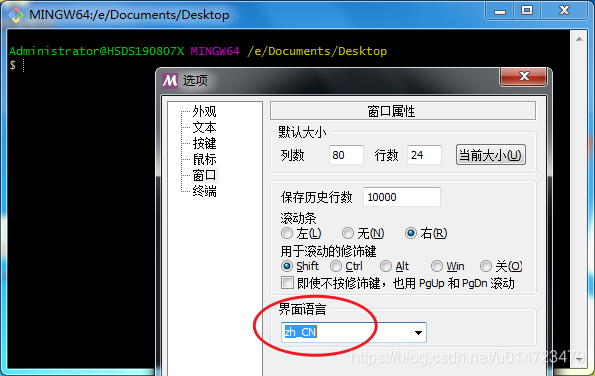 MINGW64:/e/Documents/Desktop
Administrator@HSDS190807X MINGW64 /e/Documents/Desktop
$
选项
外观
文本
按键
鼠标
窗口
终端
窗口属性
默认大小
列数 80 行数 24 当前大小(U)
保存历史行数 10000
滚动条
左(L) 无(N) 右(R)
用于滚动的修饰键
Shift Ctrl Alt Win 关(O)
即使不按修饰键，也用 PgUp 和 PgDn 滚动
界面语言
zh_CN
https://blog.csdn.net/u014723479